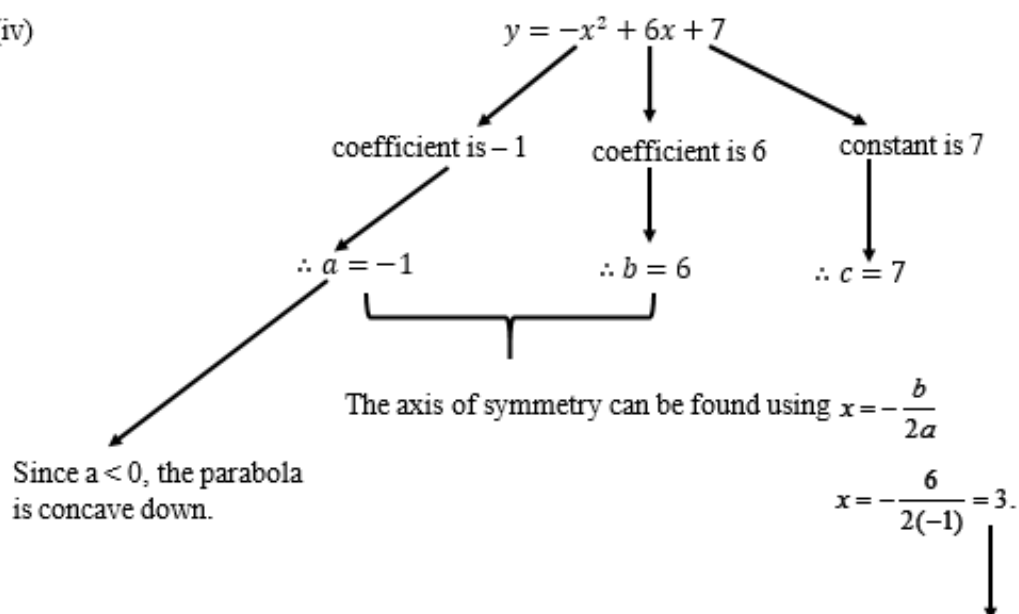 iv)
y = −x² + 6x + 7
coefficient is – 1
coefficient is 6
constant is 7
∴ a = −1
∴ b = 6
∴ c = 7
The axis of symmetry can be found using x = − b/2a
Since a < 0, the parabola
is concave down.
x = − 6/2(−1) = 3.